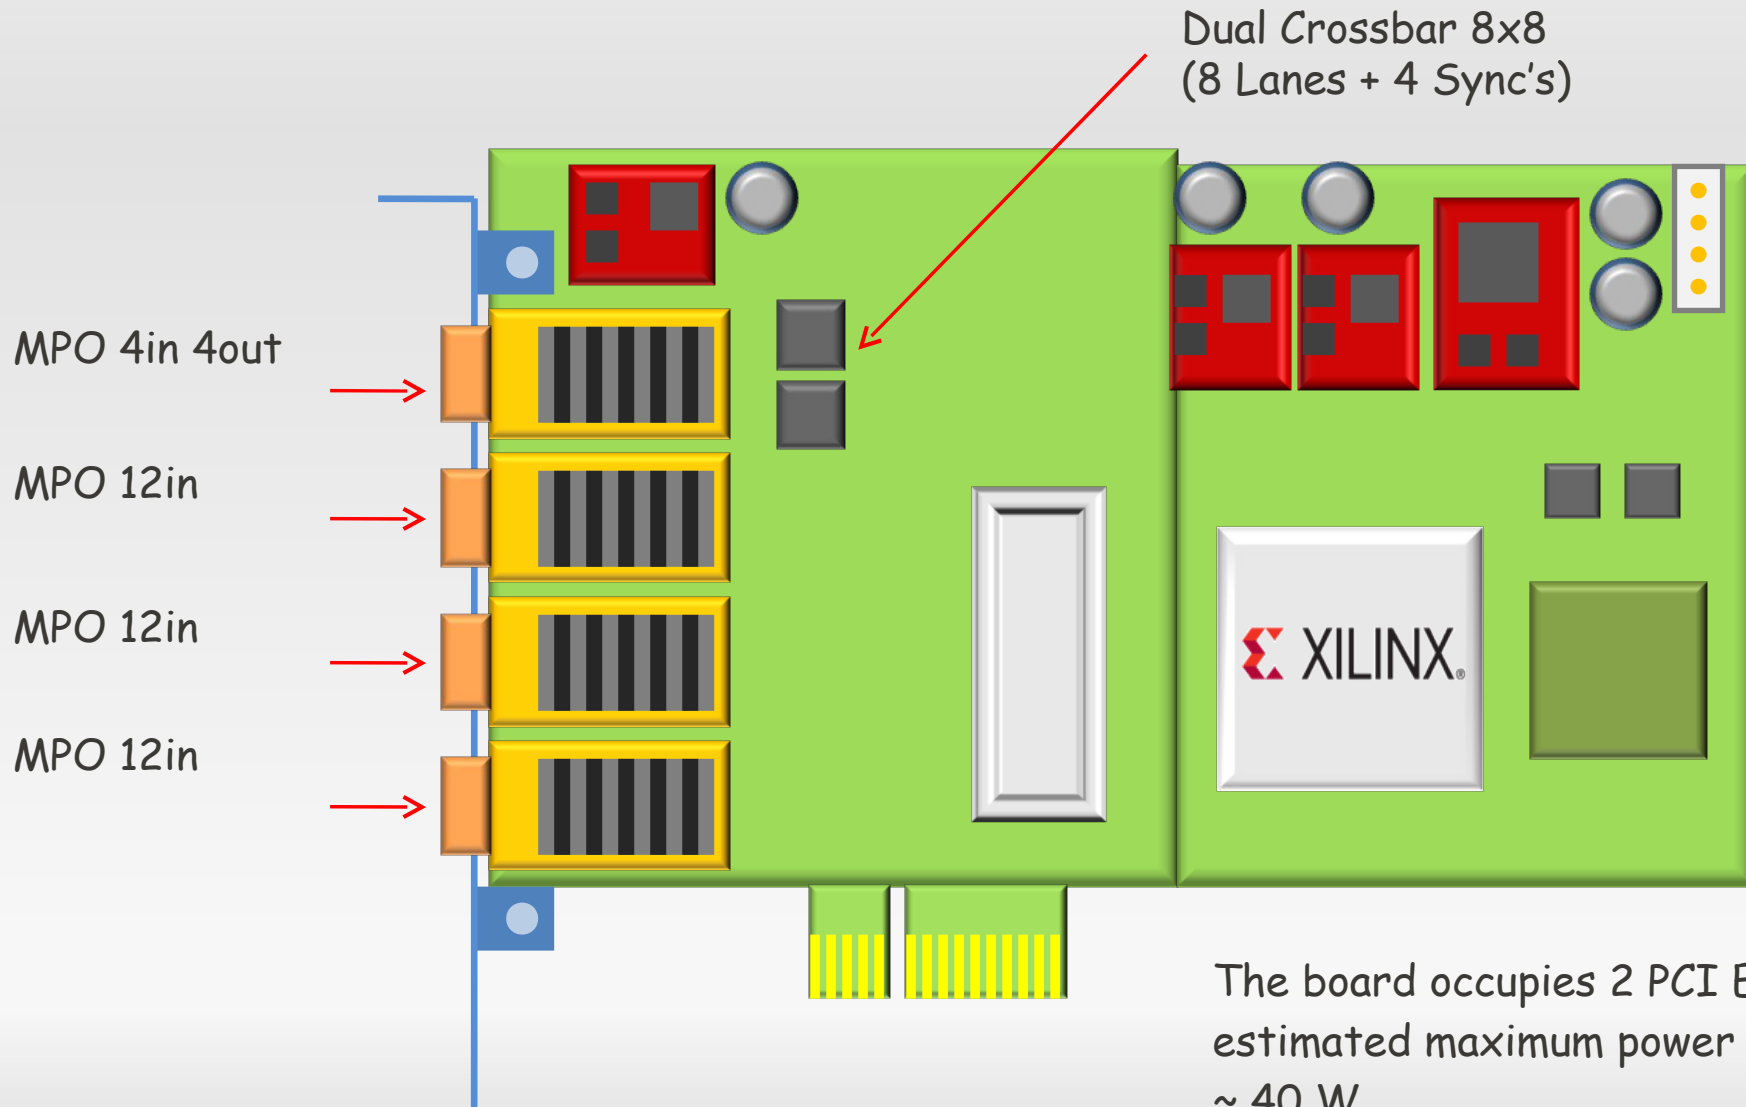 Dual Crossbar 8x8
(8 Lanes + 4 Sync's)
MPO 4in 4out
MPO 12in
MPO 12in
MPO 12in
XILINX®
The board occupies 2 PCI E
estimated maximum power
~ 40 W